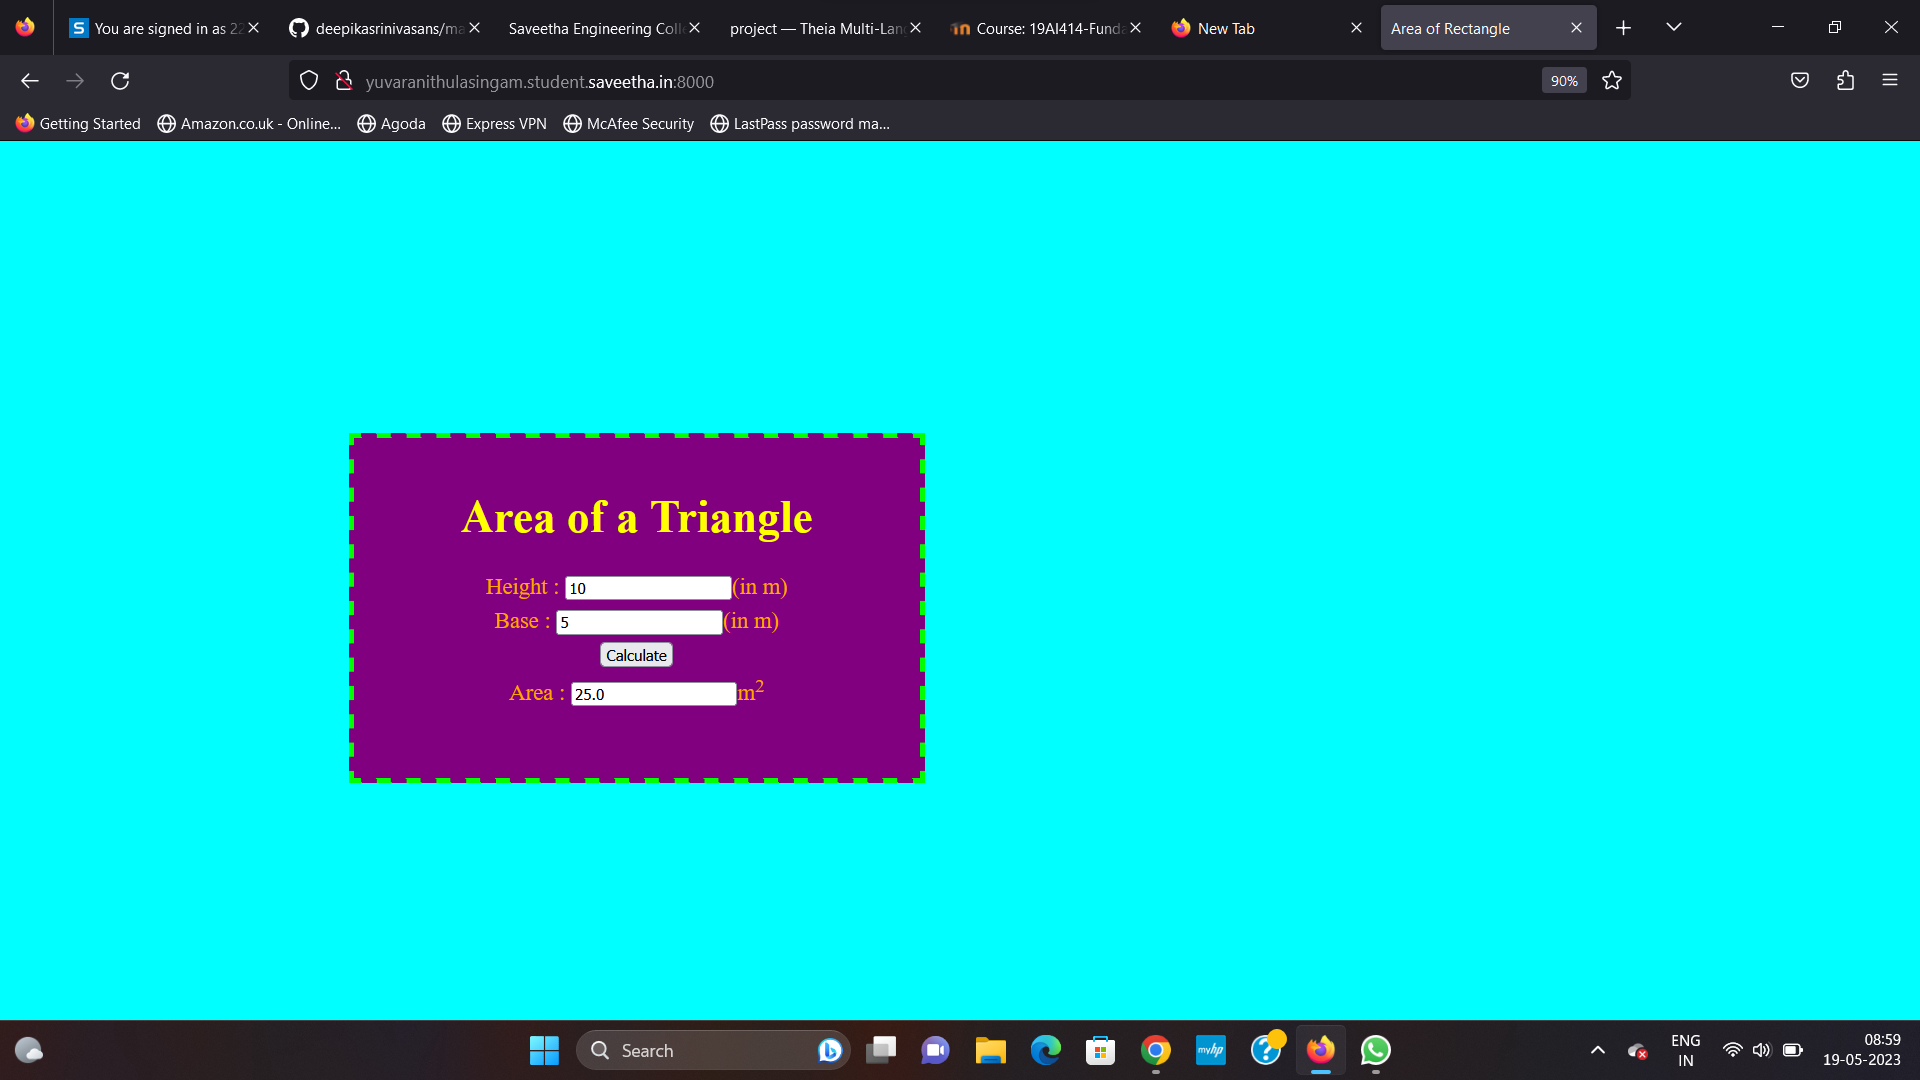 You are signed in as 22
deepikasrinivasans/ma
Saveetha Engineering Coll
project — Theia Multi-Lan
Course: 19AI414-Funda
New Tab
Area of Rectangle
yuvaranithulasingam.student.saveetha.in:8000
90%
Getting Started
Amazon.co.uk - Online...
Agoda
Express VPN
McAfee Security
LastPass password ma...
Area of a Triangle
Height : 10 (in m)
Base : 5 (in m)
Calculate
Area : 25.0 m²
Search
myhp
ENG
IN
08:59
19-05-2023